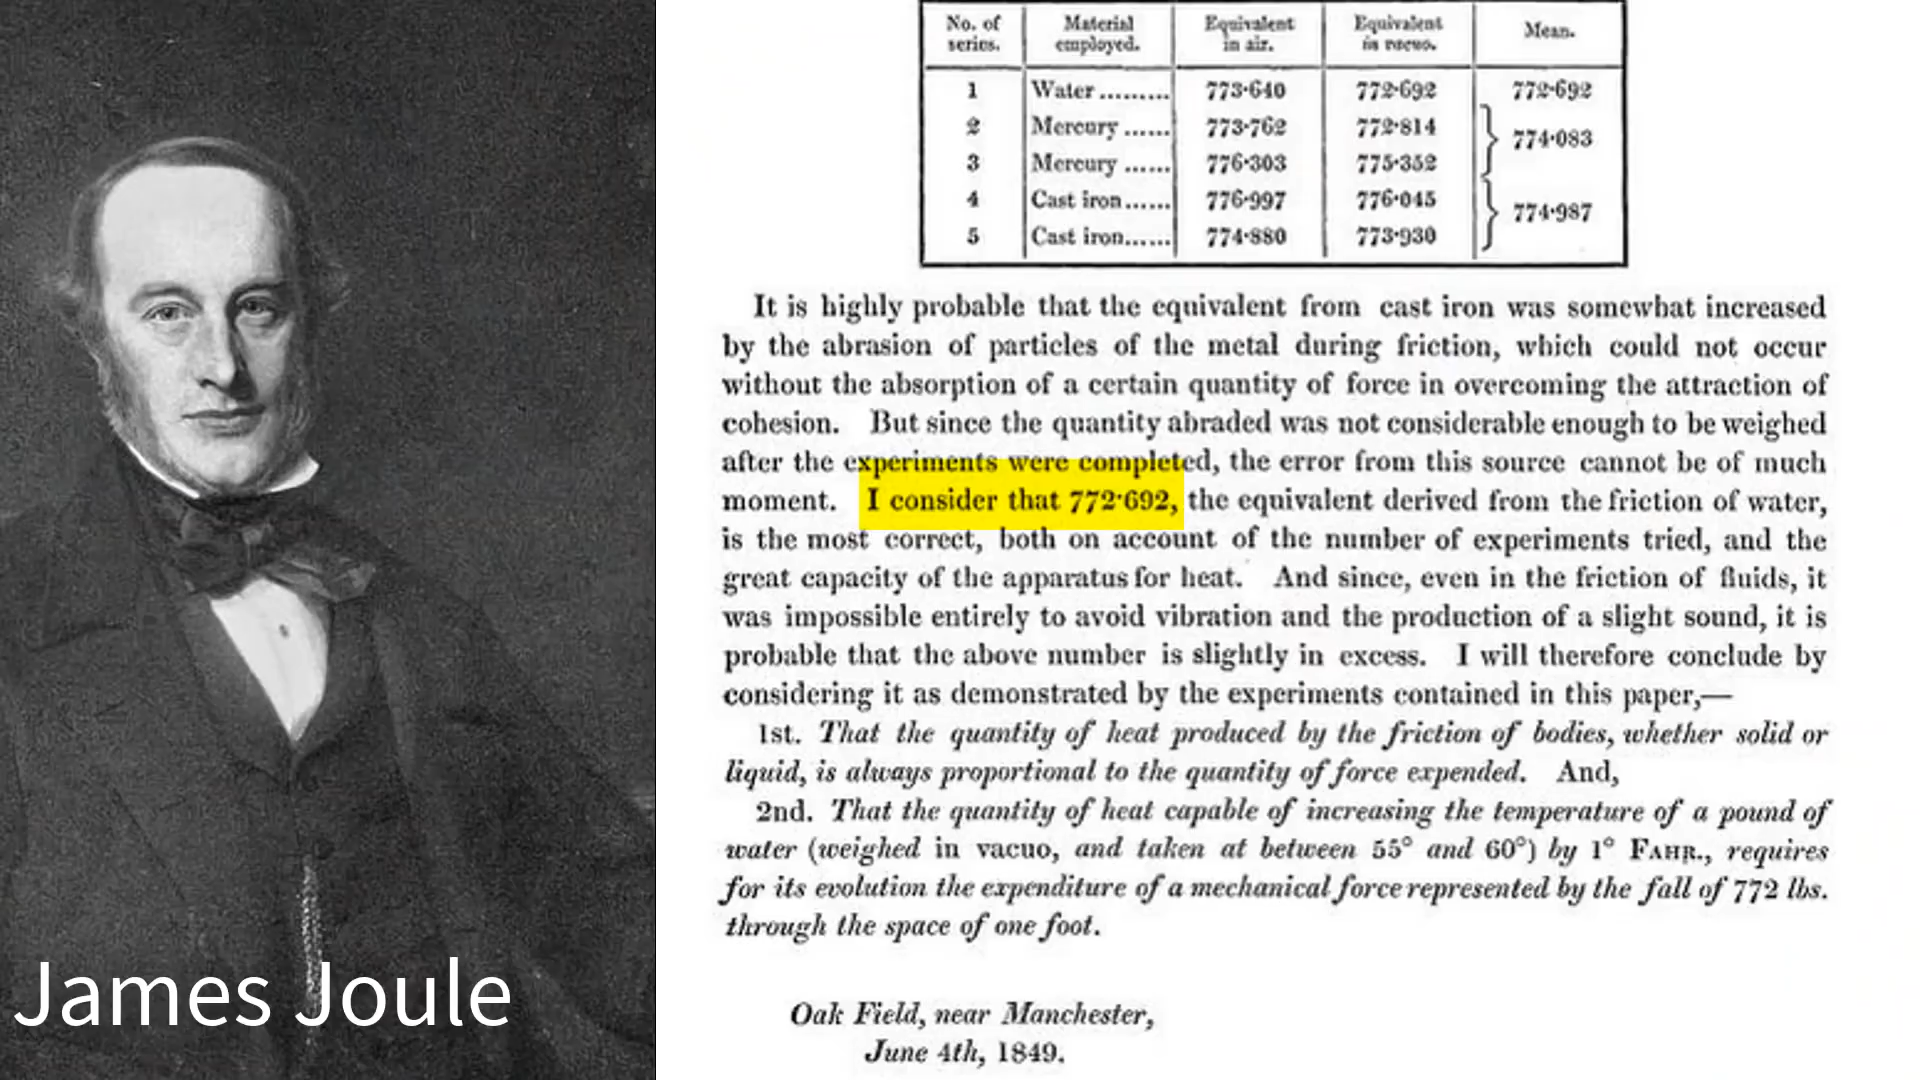 No. of series. Material employed. Equivalent in air. Equivalent in vacuo. Mean.
1 Water ......... 773·640 772·692 772·692
2 Mercury ...... 773·762 772·814
774·083
3 Mercury ...... 776·303 775·352
4 Cast iron ...... 776·997 776·045
774·987
5 Cast iron...... 774·880 773·930
It is highly probable that the equivalent from cast iron was somewhat increased
by the abrasion of particles of the metal during friction, which could not occur
without the absorption of a certain quantity of force in overcoming the attraction of
cohesion. But since the quantity abraded was not considerable enough to be weighed
after the experiments were completed, the error from this source cannot be of much
moment. I consider that 772·692, the equivalent derived from the friction of water,
is the most correct, both on account of the number of experiments tried, and the
great capacity of the apparatus for heat. And since, even in the friction of fluids, it
was impossible entirely to avoid vibration and the production of a slight sound, it is
probable that the above number is slightly in excess. I will therefore conclude by
considering it as demonstrated by the experiments contained in this paper,—
1st. That the quantity of heat produced by the friction of bodies, whether solid or
liquid, is always proportional to the quantity of force expended. And,
2nd. That the quantity of heat capable of increasing the temperature of a pound of
water (weighed in vacuo, and taken at between 55° and 60°) by 1° FAHR., requires
for its evolution the expenditure of a mechanical force represented by the fall of 772 lbs.
through the space of one foot.
Oak Field, near Manchester,
June 4th, 1849.
James Joule